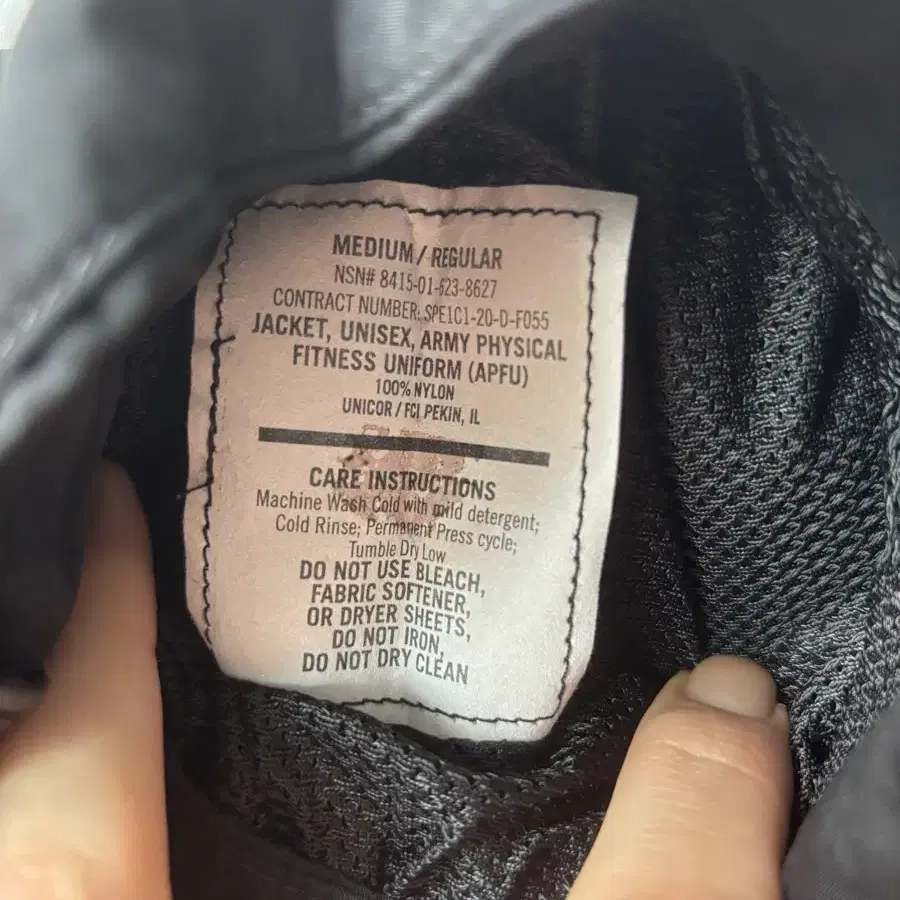 MEDIUM / REGULAR
NSN# 8415-01-623-8627
CONTRACT NUMBER: SPE1C1-20-D-F055
JACKET, UNISEX, ARMY PHYSICAL
FITNESS UNIFORM (APFU)
100% NYLON
UNICOR / FCI PEKIN, IL
CARE INSTRUCTIONS
Machine Wash Cold with mild detergent;
Cold Rinse; Permanent Press cycle;
Tumble Dry Low
DO NOT USE BLEACH,
FABRIC SOFTENER,
OR DRYER SHEETS,
DO NOT IRON,
DO NOT DRY CLEAN